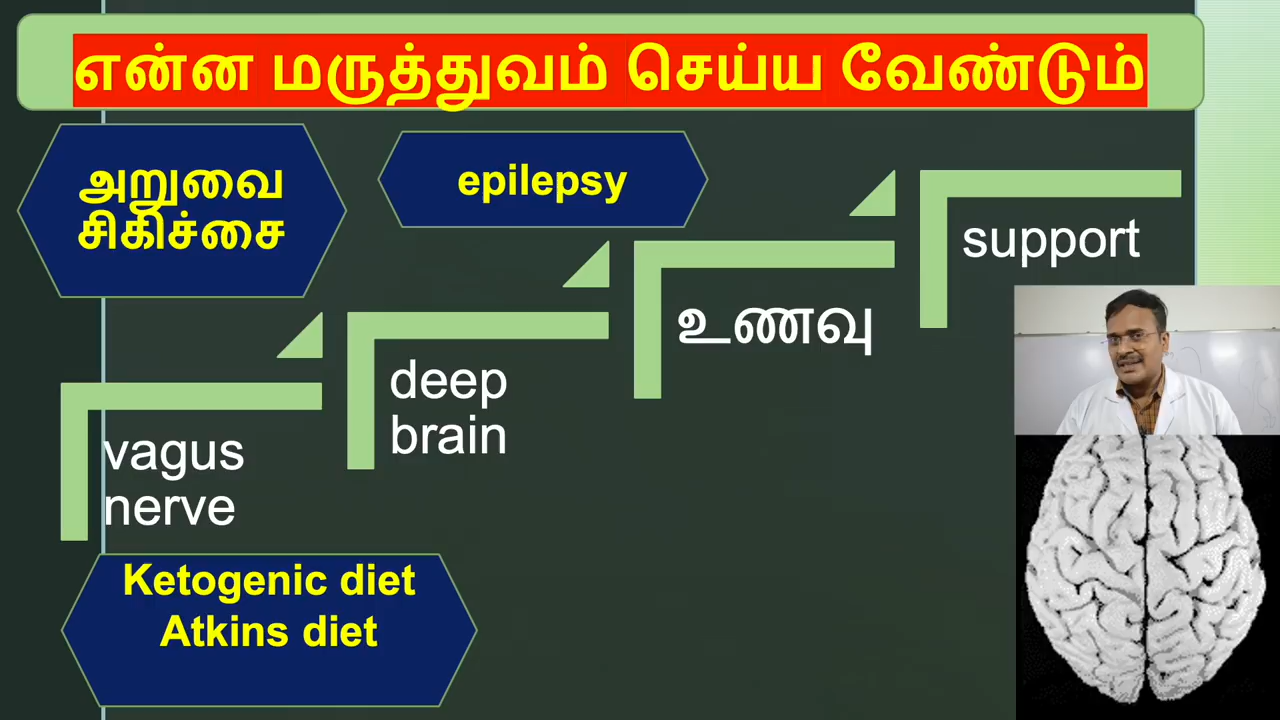 என்ன மருத்துவம் செய்ய வேண்டும்
அறுவை
சிகிச்சை
epilepsy
support
உணவு
deep
brain
vagus
nerve
Ketogenic diet
Atkins diet